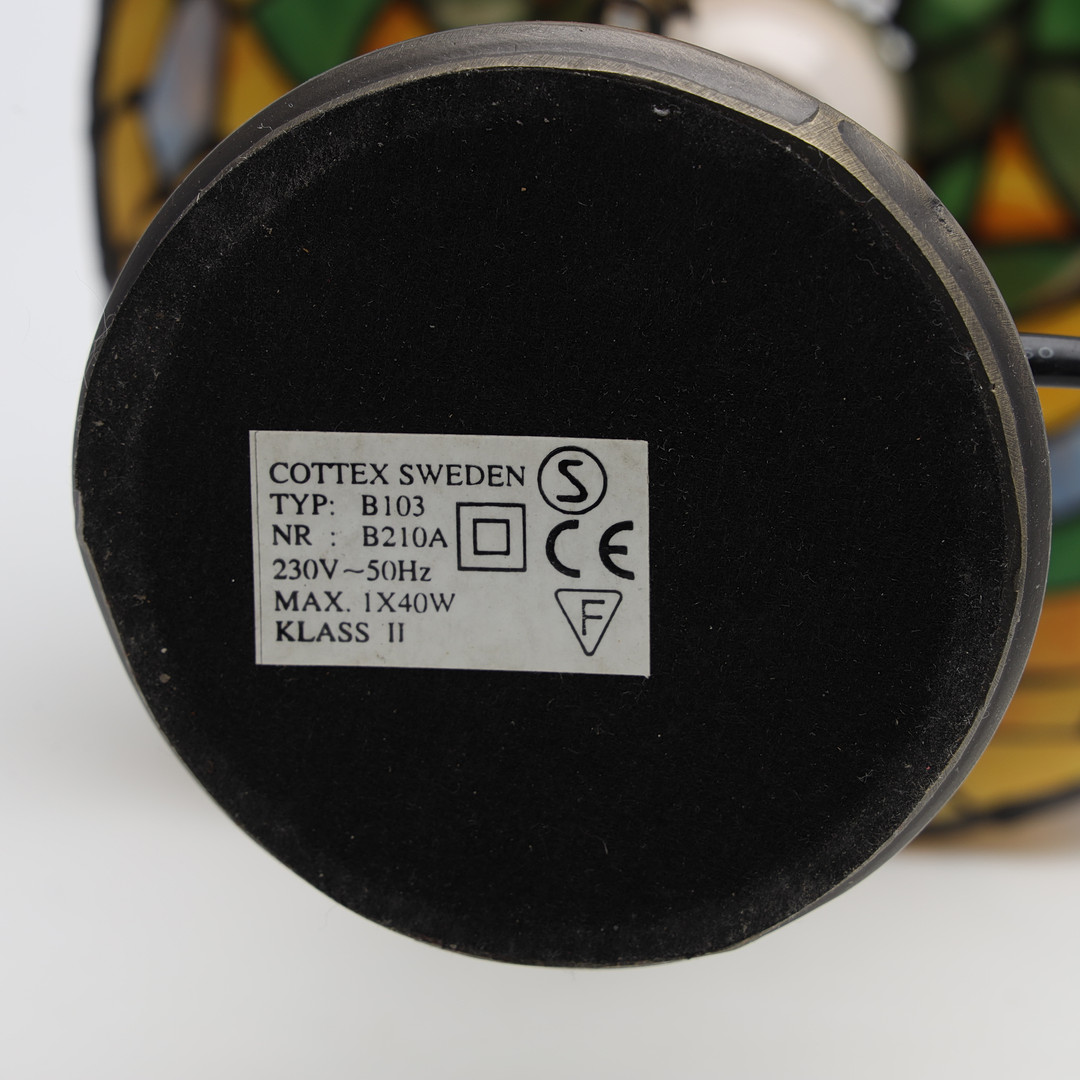 COTTEX SWEDEN S
TYP: B103
NR : B210A CE
230V~50Hz
MAX. 1X40W F
KLASS II